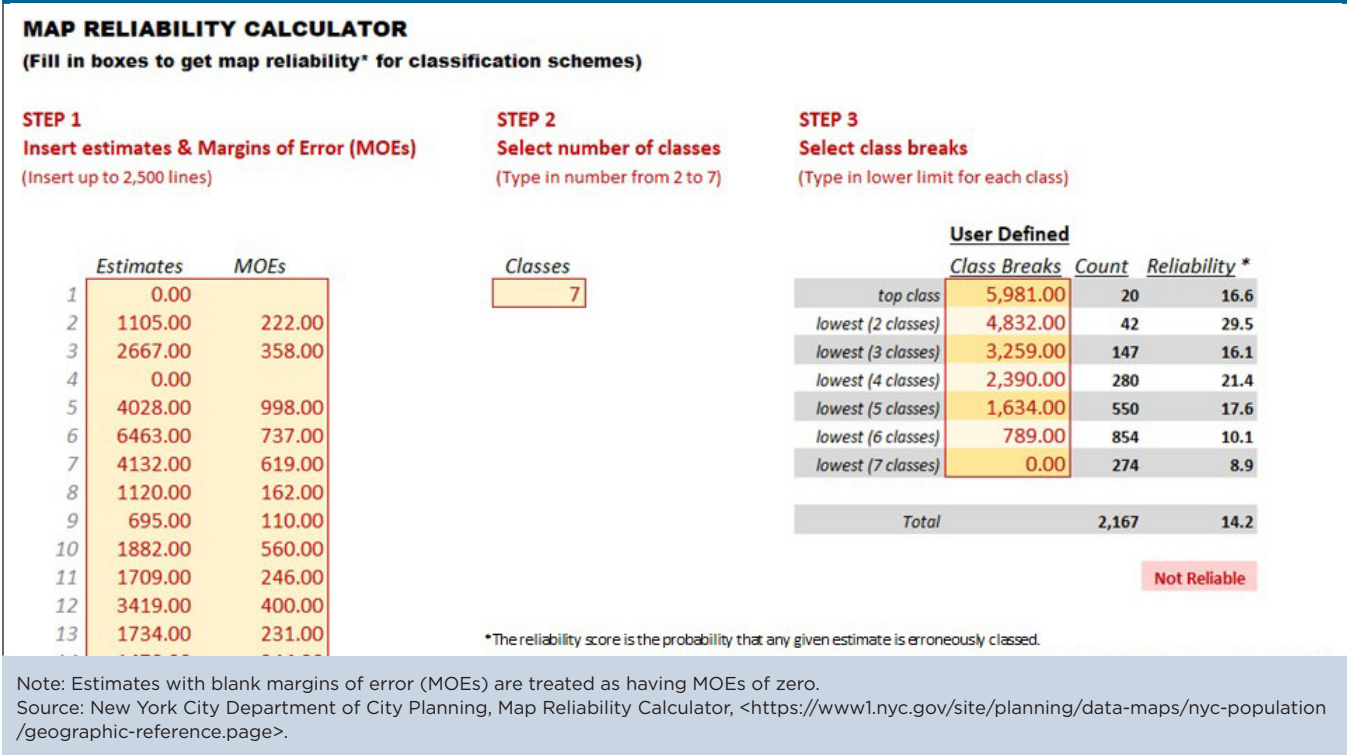 MAP RELIABILITY CALCULATOR
(Fill in boxes to get map reliability* for classification schemes)
STEP 1
Insert estimates & Margins of Error (MOEs)
(Insert up to 2,500 lines)
STEP 2
Select number of classes
(Type in number from 2 to 7)
STEP 3
Select class breaks
(Type in lower limit for each class)
Estimates MOEs
1 0.00
2 1105.00 222.00
3 2667.00 358.00
4 0.00
5 4028.00 998.00
6 6463.00 737.00
7 4132.00 619.00
8 1120.00 162.00
9 695.00 110.00
10 1882.00 560.00
11 1709.00 246.00
12 3419.00 400.00
13 1734.00 231.00
Classes
7
User Defined
Class Breaks Count Reliability *
top class 5,981.00 20 16.6
lowest (2 classes) 4,832.00 42 29.5
lowest (3 classes) 3,259.00 147 16.1
lowest (4 classes) 2,390.00 280 21.4
lowest (5 classes) 1,634.00 550 17.6
lowest (6 classes) 789.00 854 10.1
lowest (7 classes) 0.00 274 8.9
Total 2,167 14.2
Not Reliable
*The reliability score is the probability that any given estimate is erroneously classed.
Note: Estimates with blank margins of error (MOEs) are treated as having MOEs of zero.
Source: New York City Department of City Planning, Map Reliability Calculator, <https://www1.nyc.gov/site/planning/data-maps/nyc-population
/geographic-reference.page>.